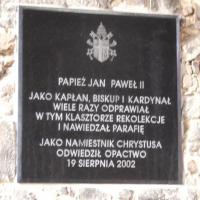 PAPIEŻ JAN PAWEŁ II
JAKO KAPŁAN, BISKUP I KARDYNAŁ
WIELE RAZY ODPRAWIAŁ
W TYM KLASZTORZE REKOLEKCJE
I NAWIEDZAŁ PARAFIĘ
JAKO NAMIESTNIK CHRYSTUSA
ODWIEDZIŁ OPACTWO
19 SIERPNIA 2002